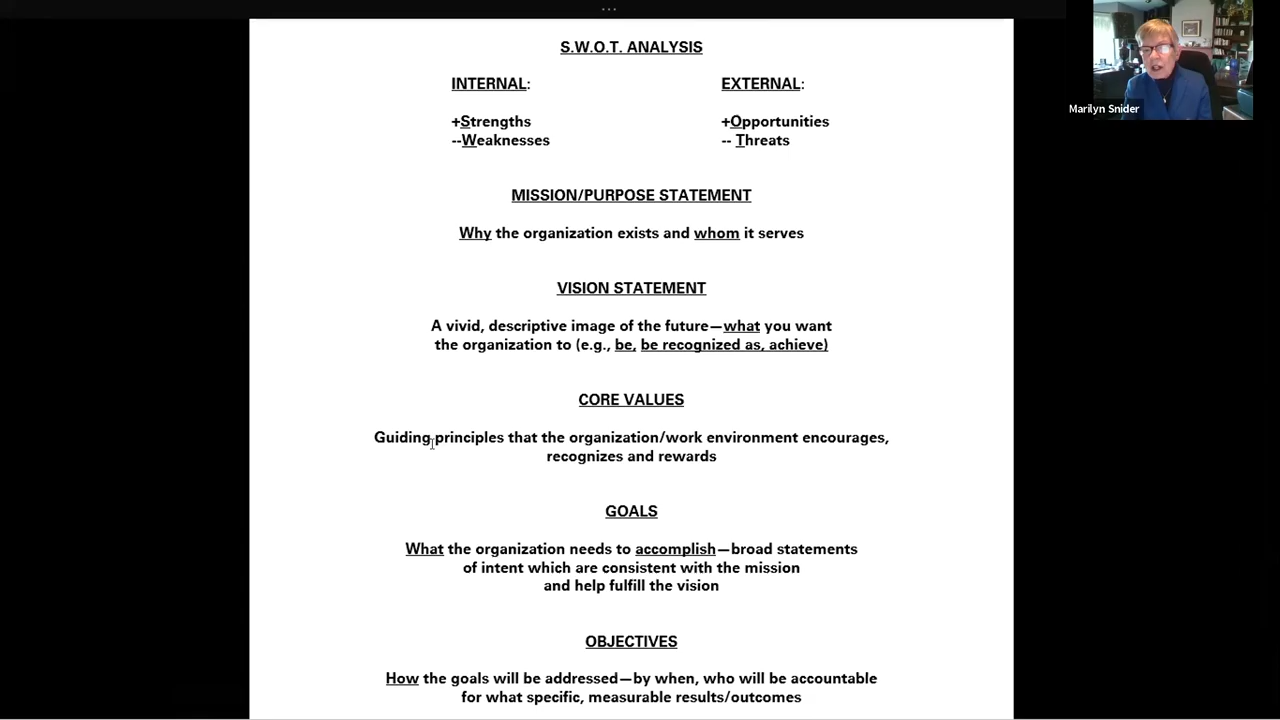 S.W.O.T. ANALYSIS
INTERNAL: EXTERNAL:
+Strengths +Opportunities
--Weaknesses -- Threats
MISSION/PURPOSE STATEMENT
Why the organization exists and whom it serves
VISION STATEMENT
A vivid, descriptive image of the future—what you want
the organization to (e.g., be, be recognized as, achieve)
CORE VALUES
Guiding principles that the organization/work environment encourages,
recognizes and rewards
GOALS
What the organization needs to accomplish—broad statements
of intent which are consistent with the mission
and help fulfill the vision
OBJECTIVES
How the goals will be addressed—by when, who will be accountable
for what specific, measurable results/outcomes
Marilyn Snider